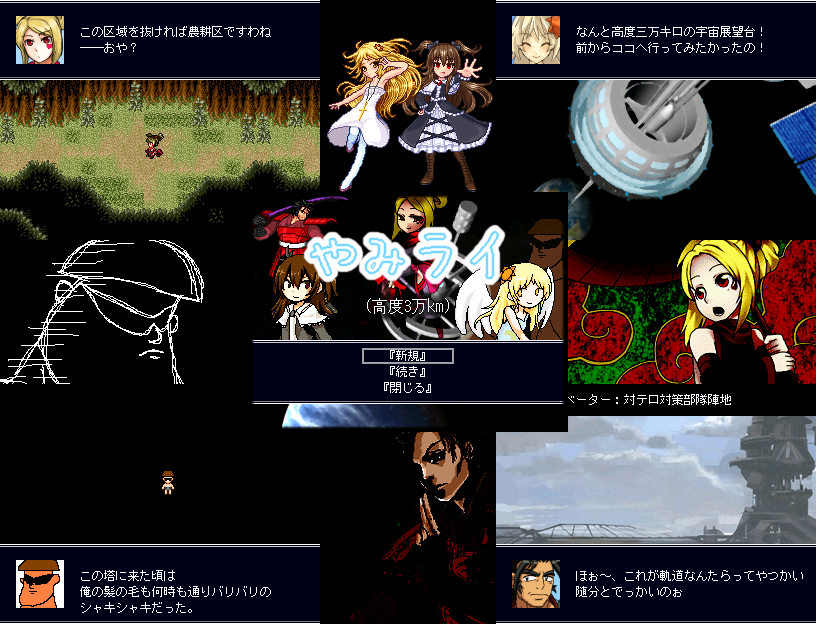 この区域を抜ければ農耕区ですわね
――おや?
なんと高度三万キロの宇宙展望台!
前からココへ行ってみたかったの!
やみライ
(高度3万km)
『新規』
『続き』
『閉じる』
ベーター:対テロ対策部隊陣地
この塔に来た頃は
俺の髪の毛も何時も通りバリバリの
シャキシャキだった。
ほぉ~、これが軌道なんたらってやつかい
随分とでっかいのぉ